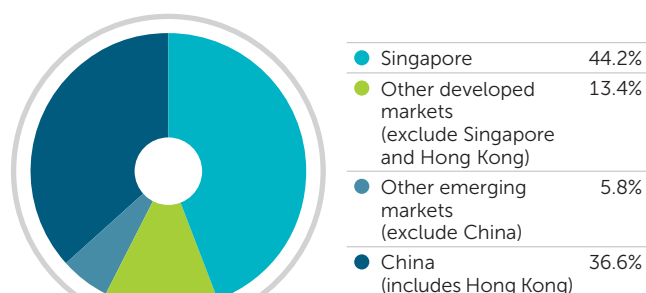 Singapore 44.2%
Other developed 13.4%
markets
(exclude Singapore
and Hong Kong)
Other emerging 5.8%
markets
(exclude China)
China 36.6%
(includes Hong Kong)